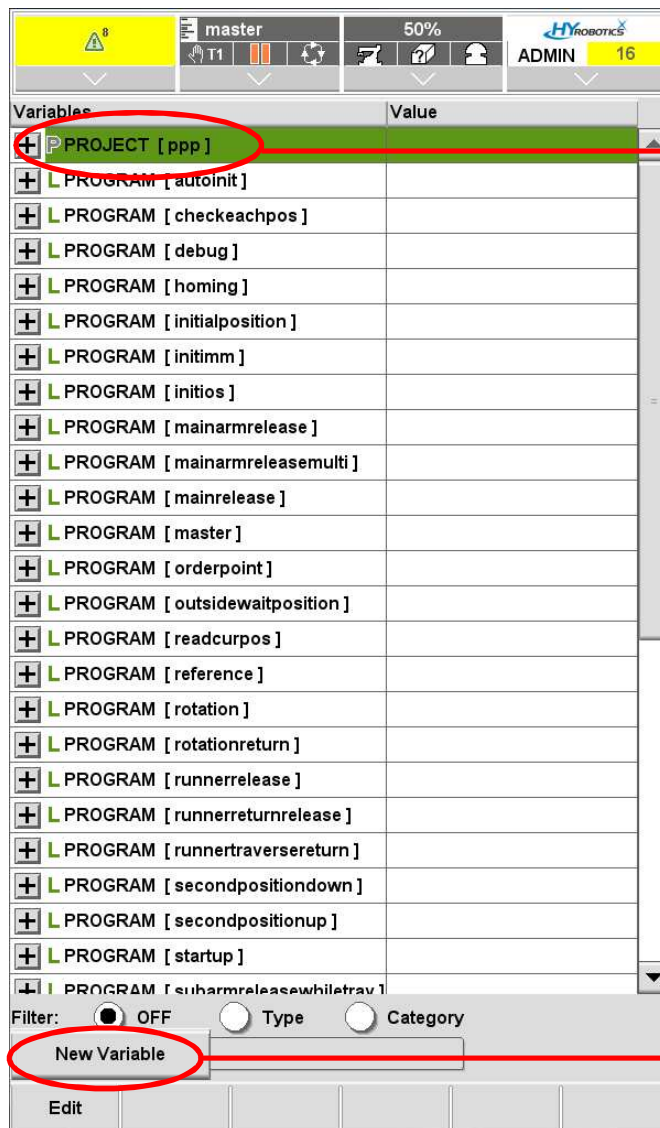 8 master 50% HYROBOTICS
T1 ADMIN 16
Variables Value
P PROJECT [ ppp ]
L PROGRAM [ autoinit ]
L PROGRAM [ checkeachpos ]
L PROGRAM [ debug ]
L PROGRAM [ homing ]
L PROGRAM [ initialposition ]
L PROGRAM [ initimm ]
L PROGRAM [ initios ]
L PROGRAM [ mainarmrelease ]
L PROGRAM [ mainarmreleasemulti ]
L PROGRAM [ mainrelease ]
L PROGRAM [ master ]
L PROGRAM [ orderpoint ]
L PROGRAM [ outsidewaitposition ]
L PROGRAM [ readcurpos ]
L PROGRAM [ reference ]
L PROGRAM [ rotation ]
L PROGRAM [ rotationreturn ]
L PROGRAM [ runnerrelease ]
L PROGRAM [ runnerreturnrelease ]
L PROGRAM [ runnertraversereturn ]
L PROGRAM [ secondpositiondown ]
L PROGRAM [ secondpositionup ]
L PROGRAM [ startup ]
L PROGRAM [ subarmreleasewhiletrav ]
Filter: OFF Type Category
New Variable
Edit